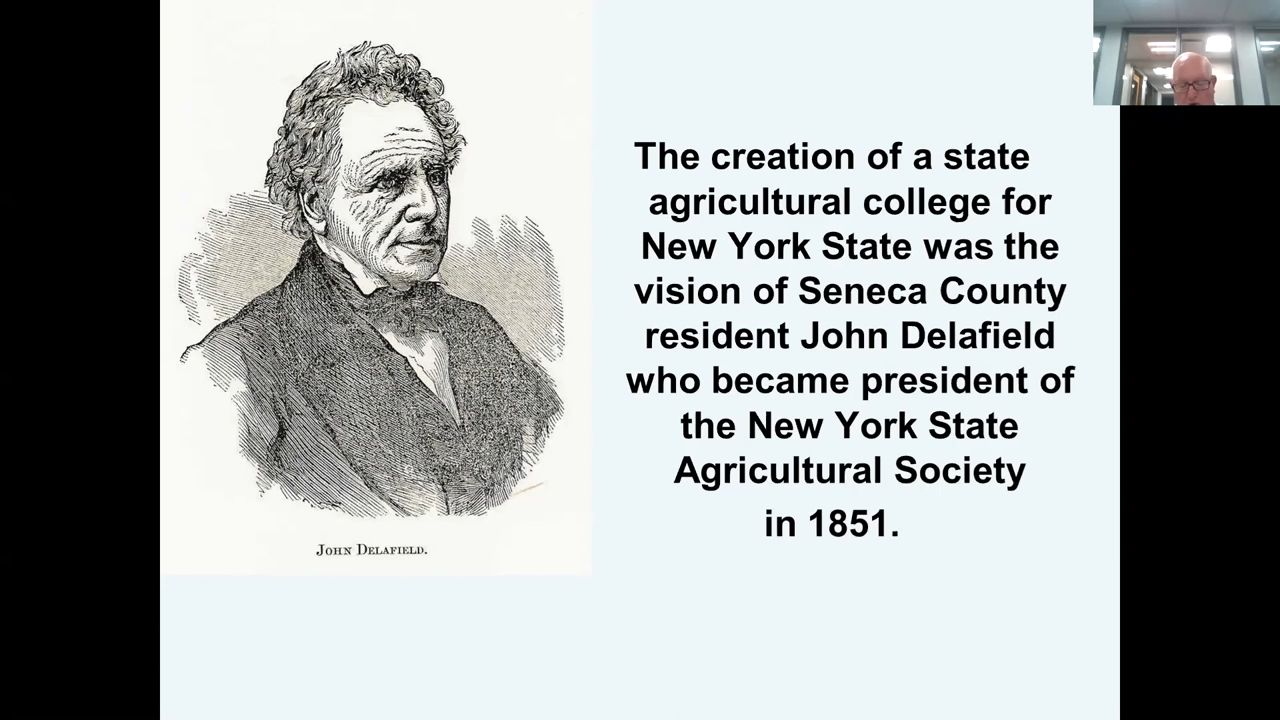 The creation of a state
agricultural college for
New York State was the
vision of Seneca County
resident John Delafield
who became president of
the New York State
Agricultural Society
in 1851.
John Delafield.